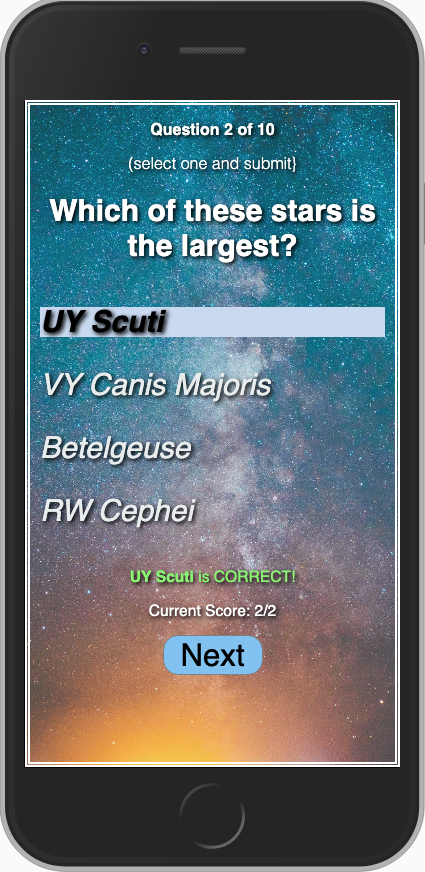 Question 2 of 10
(select one and submit}
Which of these stars is
the largest?
UY Scuti
VY Canis Majoris
Betelgeuse
RW Cephei
UY Scuti is CORRECT!
Current Score: 2/2
Next